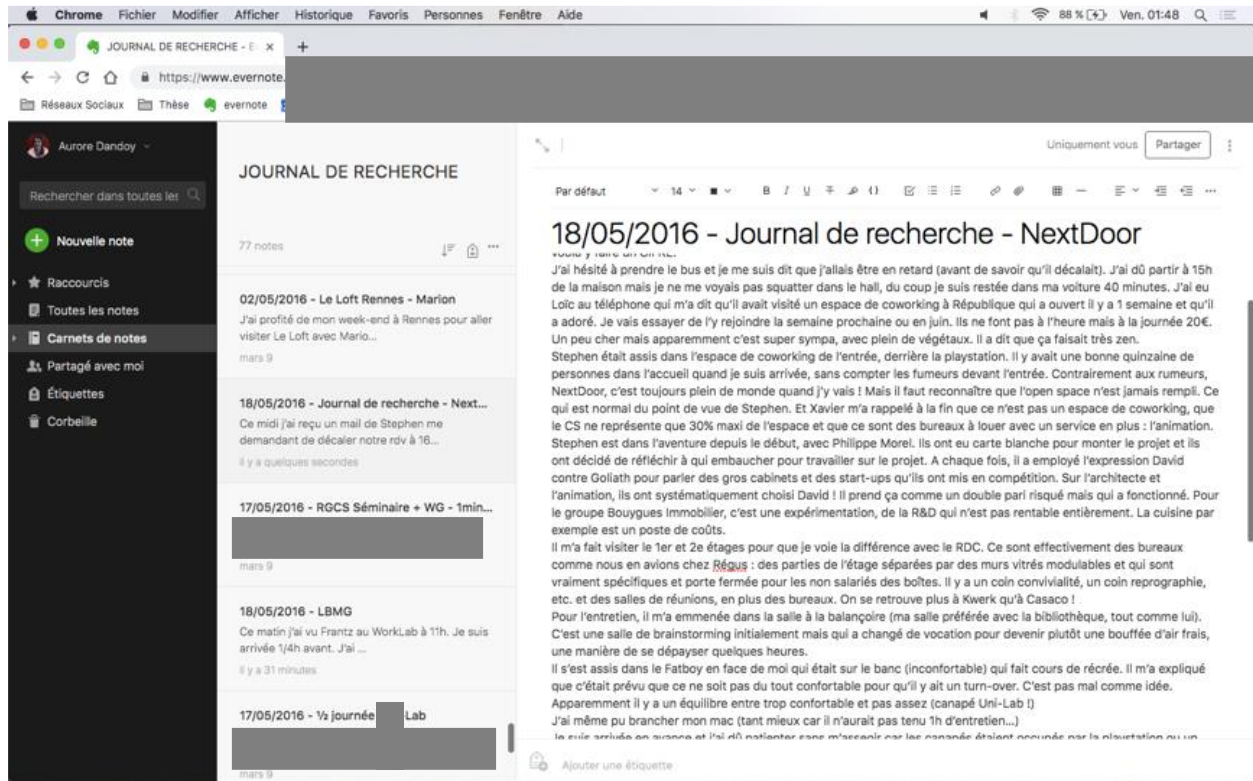 Chrome Fichier Modifier Afficher Historique Favoris Personnes Fenêtre Aide
88 % Ven. 01:48
JOURNAL DE RECHERCHE - E
https://www.evernote.
Réseaux Sociaux Thèse evernote
Aurore Dandoy
Rechercher dans toutes les
Nouvelle note
Raccourcis
Toutes les notes
Carnets de notes
Partagé avec moi
Étiquettes
Corbeille
JOURNAL DE RECHERCHE
77 notes
02/05/2016 - Le Loft Rennes - Marion
J'ai profité de mon week-end à Rennes pour aller
visiter Le Loft avec Mario...
mars 9
18/05/2016 - Journal de recherche - Next...
Ce midi j'ai reçu un mail de Stephen me
demandant de décaler notre rdv à 16...
il y a quelques secondes
17/05/2016 - RGCS Séminaire + WG - 1min...
mars 9
18/05/2016 - LBMG
Ce matin j'ai vu Frantz au WorkLab à 11h. Je suis
arrivée 1/4h avant. J'ai ...
il y a 31 minutes
17/05/2016 - ½ journée Lab
mars 9
Uniquement vous Partager
Par défaut 14 B I U
18/05/2016 - Journal de recherche - NextDoor
voulu y faire un CIFRE.
J'ai hésité à prendre le bus et je me suis dit que j'allais être en retard (avant de savoir qu'il décalait). J'ai dû partir à 15h
de la maison mais je ne me voyais pas squatter dans le hall, du coup je suis restée dans ma voiture 40 minutes. J'ai eu
Loïc au téléphone qui m'a dit qu'il avait visité un espace de coworking à République qui a ouvert il y a 1 semaine et qu'il
a adoré. Je vais essayer de l'y rejoindre la semaine prochaine ou en juin. Ils ne font pas à l'heure mais à la journée 20€.
Un peu cher mais apparemment c'est super sympa, avec plein de végétaux. Il a dit que ça faisait très zen.
Stephen était assis dans l'espace de coworking de l'entrée, derrière la playstation. Il y avait une bonne quinzaine de
personnes dans l'accueil quand je suis arrivée, sans compter les fumeurs devant l'entrée. Contrairement aux rumeurs,
NextDoor, c'est toujours plein de monde quand j'y vais ! Mais il faut reconnaître que l'open space n'est jamais rempli. Ce
qui est normal du point de vue de Stephen. Et Xavier m'a rappelé à la fin que ce n'est pas un espace de coworking, que
le CS ne représente que 30% maxi de l'espace et que ce sont des bureaux à louer avec un service en plus : l'animation.
Stephen est dans l'aventure depuis le début, avec Philippe Morel. Ils ont eu carte blanche pour monter le projet et ils
ont décidé de réfléchir à qui embaucher pour travailler sur le projet. A chaque fois, il a employé l'expression David
contre Goliath pour parler des gros cabinets et des start-ups qu'ils ont mis en compétition. Sur l'architecte et
l'animation, ils ont systématiquement choisi David ! Il prend ça comme un double pari risqué mais qui a fonctionné. Pour
le groupe Bouygues Immobilier, c'est une expérimentation, de la R&D qui n'est pas rentable entièrement. La cuisine par
exemple est un poste de coûts.
Il m'a fait visiter le 1er et 2e étages pour que je voie la différence avec le RDC. Ce sont effectivement des bureaux
comme nous en avions chez Régus : des parties de l'étage séparées par des murs vitrés modulables et qui sont
vraiment spécifiques et porte fermée pour les non salariés des boîtes. Il y a un coin convivialité, un coin reprographie,
etc. et des salles de réunions, en plus des bureaux. On se retrouve plus à Kwerk qu'à Casaco !
Pour l'entretien, il m'a emmenée dans la salle à la balançoire (ma salle préférée avec la bibliothèque, tout comme lui).
C'est une salle de brainstorming initialement mais qui a changé de vocation pour devenir plutôt une bouffée d'air frais,
une manière de se dépayser quelques heures.
Il s'est assis dans le Fatboy en face de moi qui était sur le banc (inconfortable) qui fait cours de récrée. Il m'a expliqué
que c'était prévu que ce ne soit pas du tout confortable pour qu'il y ait un turn-over. C'est pas mal comme idée.
Apparemment il y a un équilibre entre trop confortable et pas assez (canapé Uni-Lab !)
J'ai même pu brancher mon mac (tant mieux car il n'aurait pas tenu 1h d'entretien...)
Je suis arrivée en avance et j'ai dû patienter sans m'asseoir car les canapés étaient occupés par la playstation ou un
Ajouter une étiquette